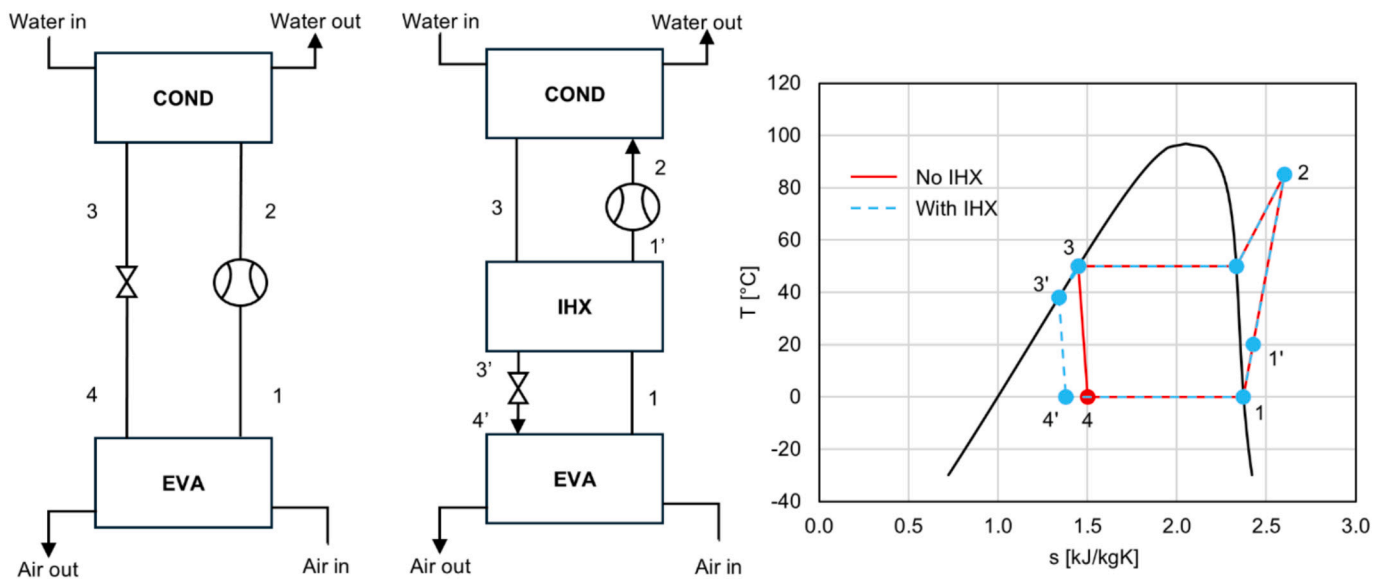 Water in
Water out
COND
3
2
4
1
EVA
Air out
Air in
Water in
Water out
COND
2
3
1'
IHX
3'
1
4'
EVA
Air out
Air in
120
100
80
60
40
20
0
-20
-40
T [°C]
No IHX
With IHX
2
3
3'
1'
4'
4
1
0.0
0.5
1.0
1.5
2.0
2.5
3.0
s [kJ/kgK]